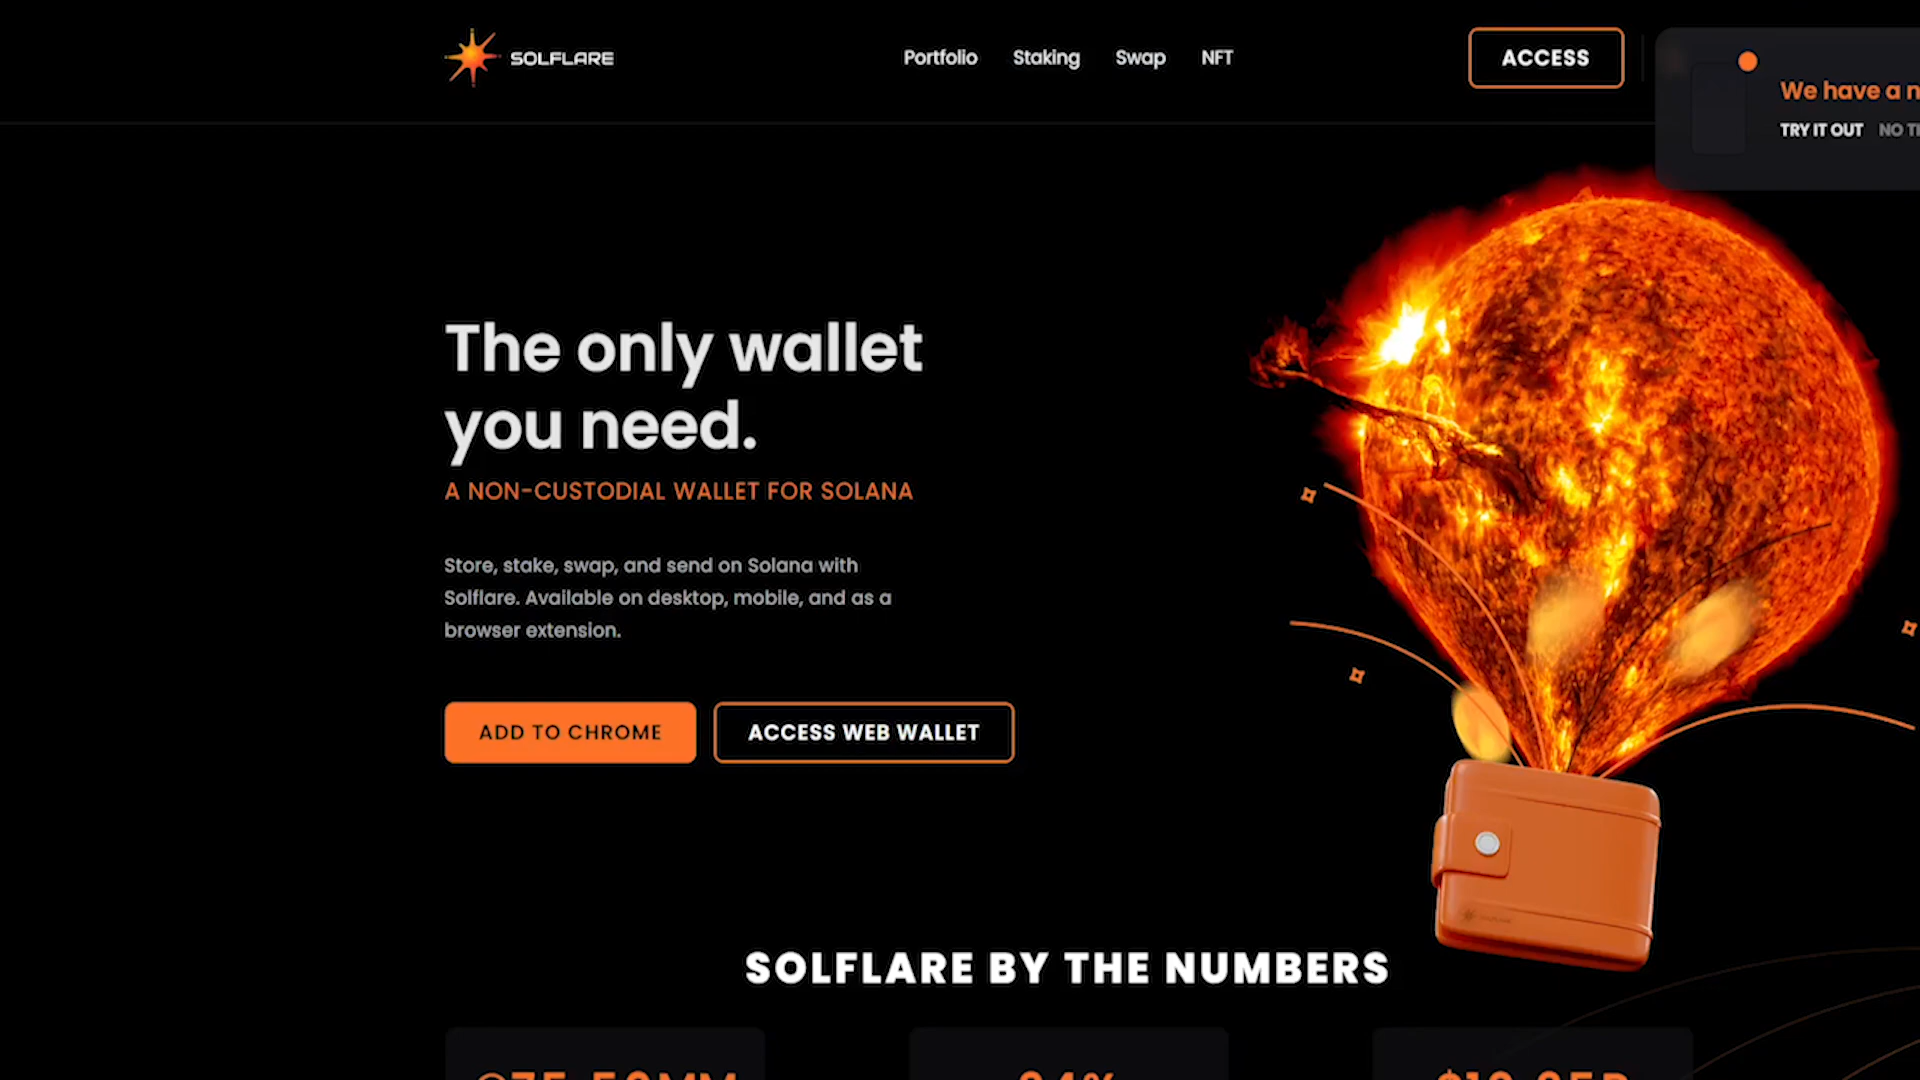 SOLFLARE
Portfolio Staking Swap NFT
ACCESS
We have a n
TRY IT OUT NO T
The only wallet
you need.
A NON-CUSTODIAL WALLET FOR SOLANA
Store, stake, swap, and send on Solana with
Solflare. Available on desktop, mobile, and as a
browser extension.
ADD TO CHROME
ACCESS WEB WALLET
SOLFLARE BY THE NUMBERS